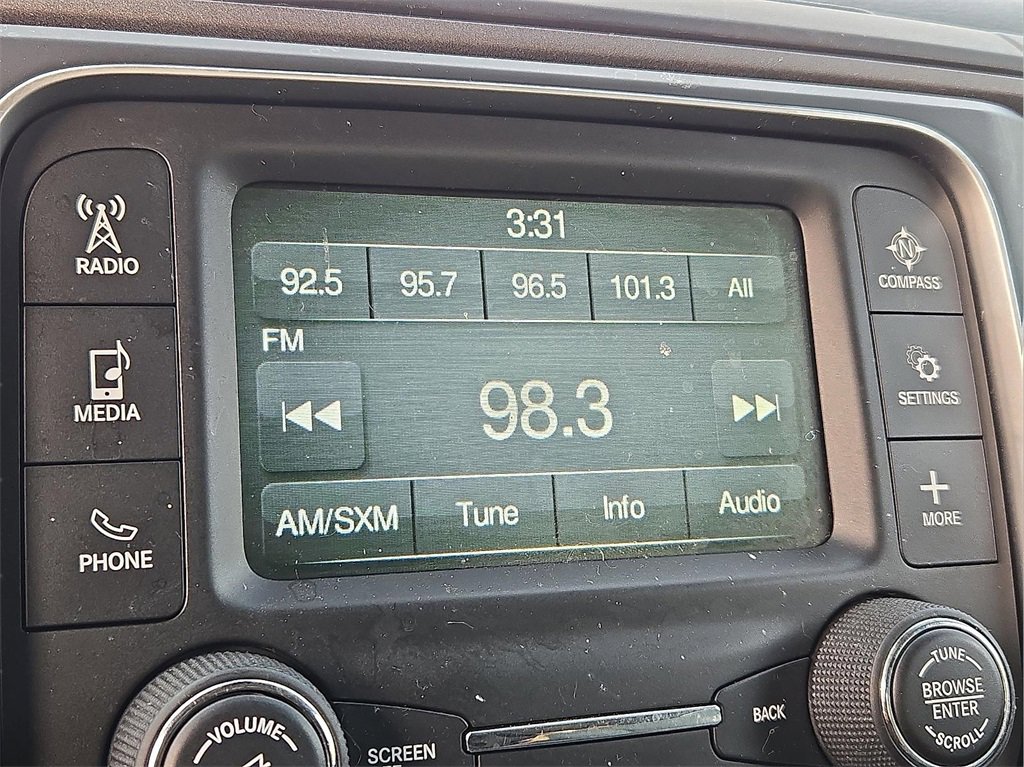 3:31
92.5 95.7 96.5 101.3 All
FM
98.3
AM/SXM Tune Info Audio
RADIO
MEDIA
PHONE
N
COMPASS
SETTINGS
MORE
VOLUME
SCREEN
BACK
TUNE
BROWSE
ENTER
SCROLL